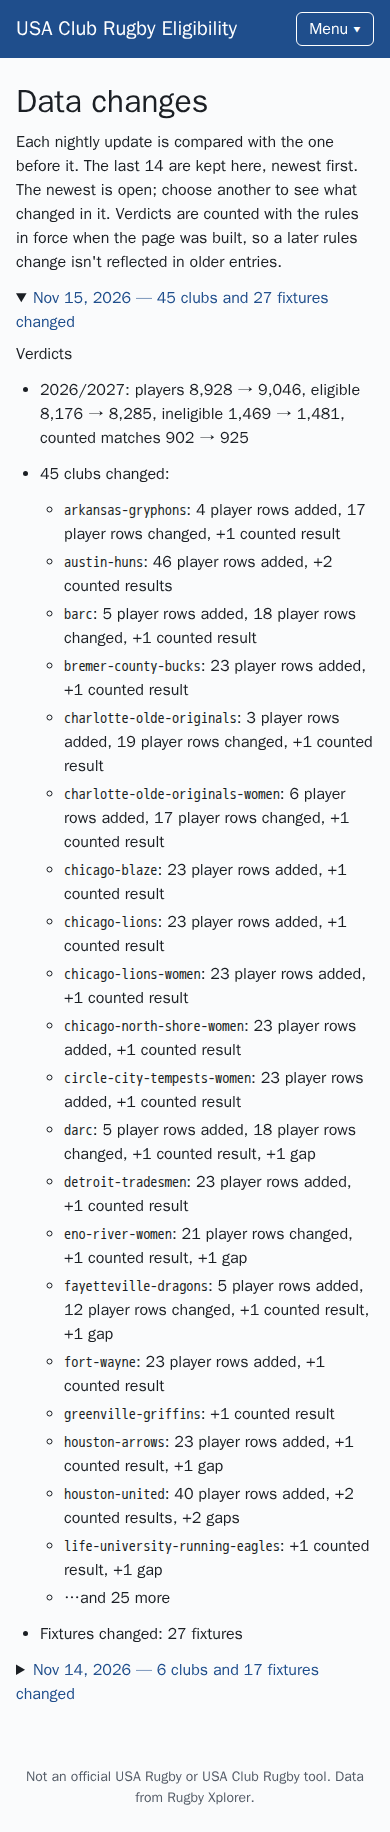 USA Club Rugby Eligibility
Menu ▾
Data changes
Each nightly update is compared with the one
before it. The last 14 are kept here, newest first.
The newest is open; choose another to see what
changed in it. Verdicts are counted with the rules
in force when the page was built, so a later rules
change isn't reflected in older entries.
▼ Nov 15, 2026 — 45 clubs and 27 fixtures
changed
Verdicts
• 2026/2027: players 8,928 → 9,046, eligible
8,176 → 8,285, ineligible 1,469 → 1,481,
counted matches 902 → 925
• 45 clubs changed:
◦ arkansas-gryphons: 4 player rows added, 17
player rows changed, +1 counted result
◦ austin-huns: 46 player rows added, +2
counted results
◦ barc: 5 player rows added, 18 player rows
changed, +1 counted result
◦ bremer-county-bucks: 23 player rows added,
+1 counted result
◦ charlotte-olde-originals: 3 player rows
added, 19 player rows changed, +1 counted
result
◦ charlotte-olde-originals-women: 6 player
rows added, 17 player rows changed, +1
counted result
◦ chicago-blaze: 23 player rows added, +1
counted result
◦ chicago-lions: 23 player rows added, +1
counted result
◦ chicago-lions-women: 23 player rows added,
+1 counted result
◦ chicago-north-shore-women: 23 player rows
added, +1 counted result
◦ circle-city-tempests-women: 23 player rows
added, +1 counted result
◦ darc: 5 player rows added, 18 player rows
changed, +1 counted result, +1 gap
◦ detroit-tradesmen: 23 player rows added,
+1 counted result
◦ eno-river-women: 21 player rows changed,
+1 counted result, +1 gap
◦ fayetteville-dragons: 5 player rows added,
12 player rows changed, +1 counted result,
+1 gap
◦ fort-wayne: 23 player rows added, +1
counted result
◦ greenville-griffins: +1 counted result
◦ houston-arrows: 23 player rows added, +1
counted result, +1 gap
◦ houston-united: 40 player rows added, +2
counted results, +2 gaps
◦ life-university-running-eagles: +1 counted
result, +1 gap
◦ …and 25 more
• Fixtures changed: 27 fixtures
▶ Nov 14, 2026 — 6 clubs and 17 fixtures
changed
Not an official USA Rugby or USA Club Rugby tool. Data
from Rugby Xplorer.